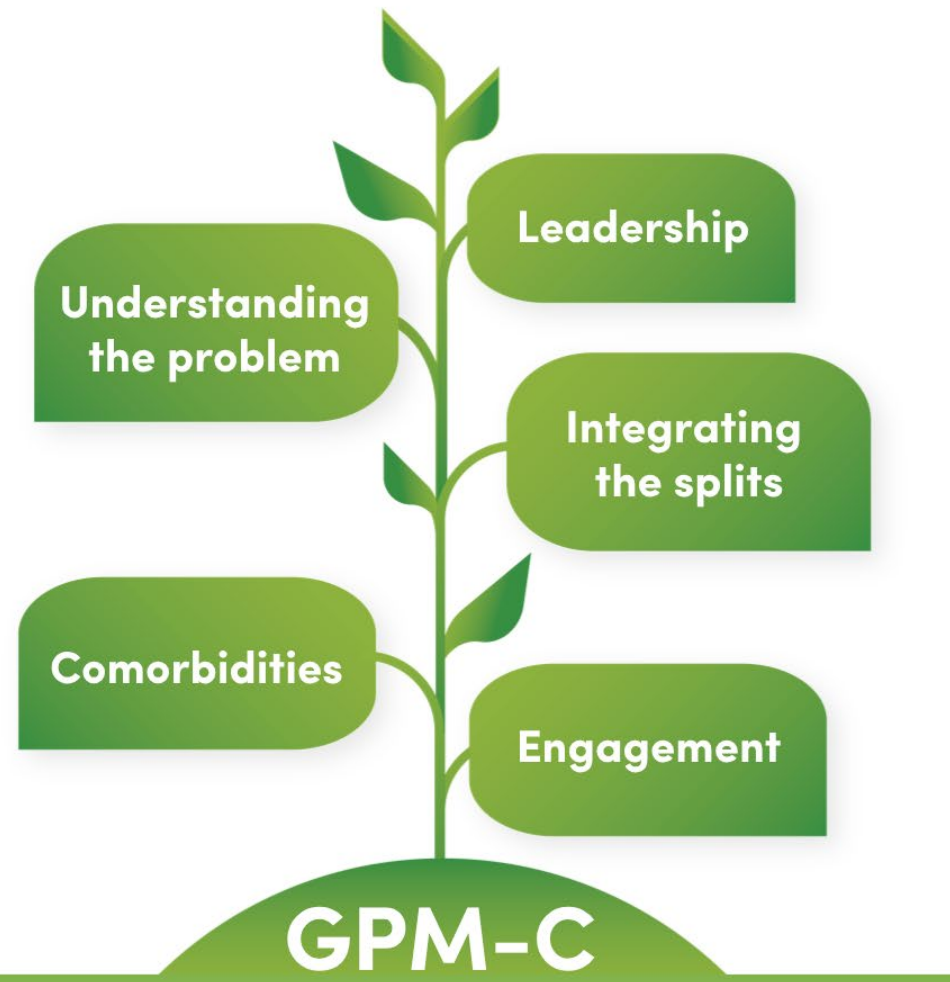 Leadership
Understanding
the problem
Integrating
the splits
Comorbidities
Engagement
GPM-C